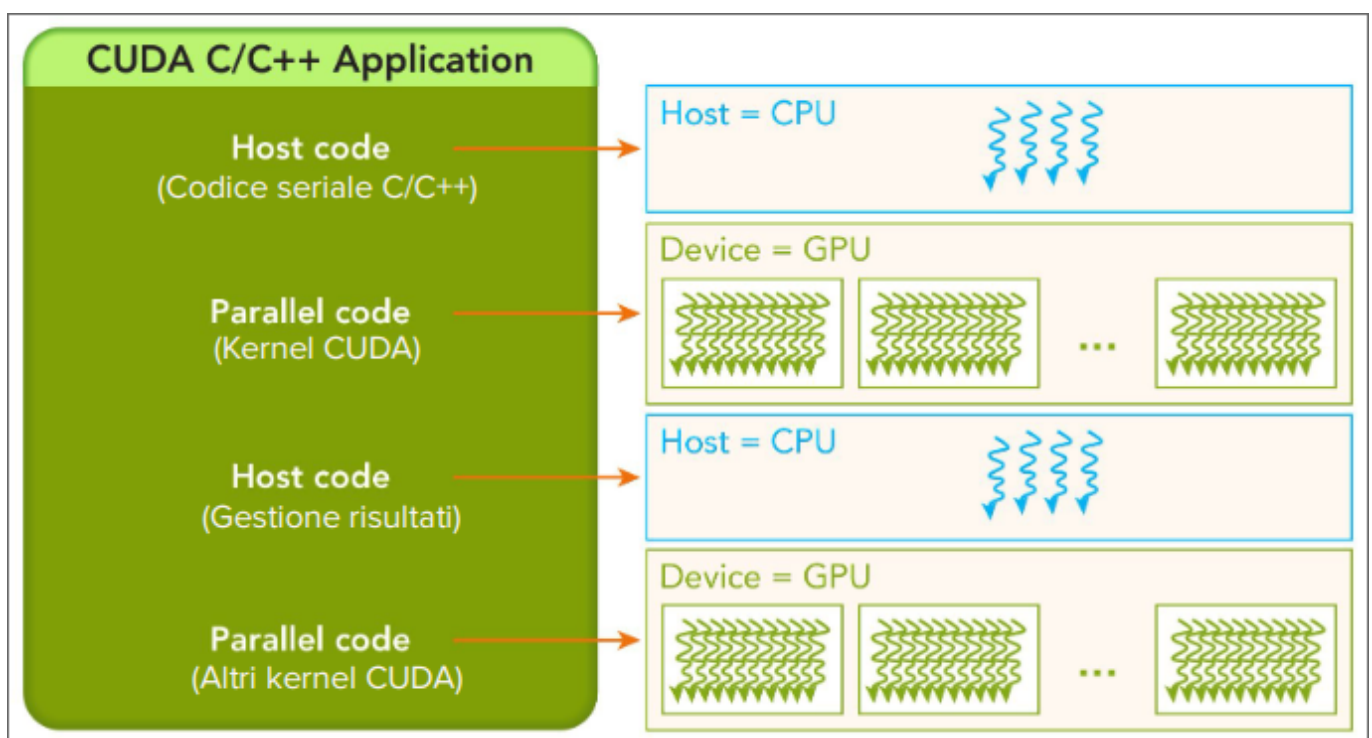 CUDA C/C++ Application
Host code
(Codice seriale C/C++)
Host = CPU
Parallel code
(Kernel CUDA)
Device = GPU
...
Host code
(Gestione risultati)
Host = CPU
Parallel code
(Altri kernel CUDA)
Device = GPU
...